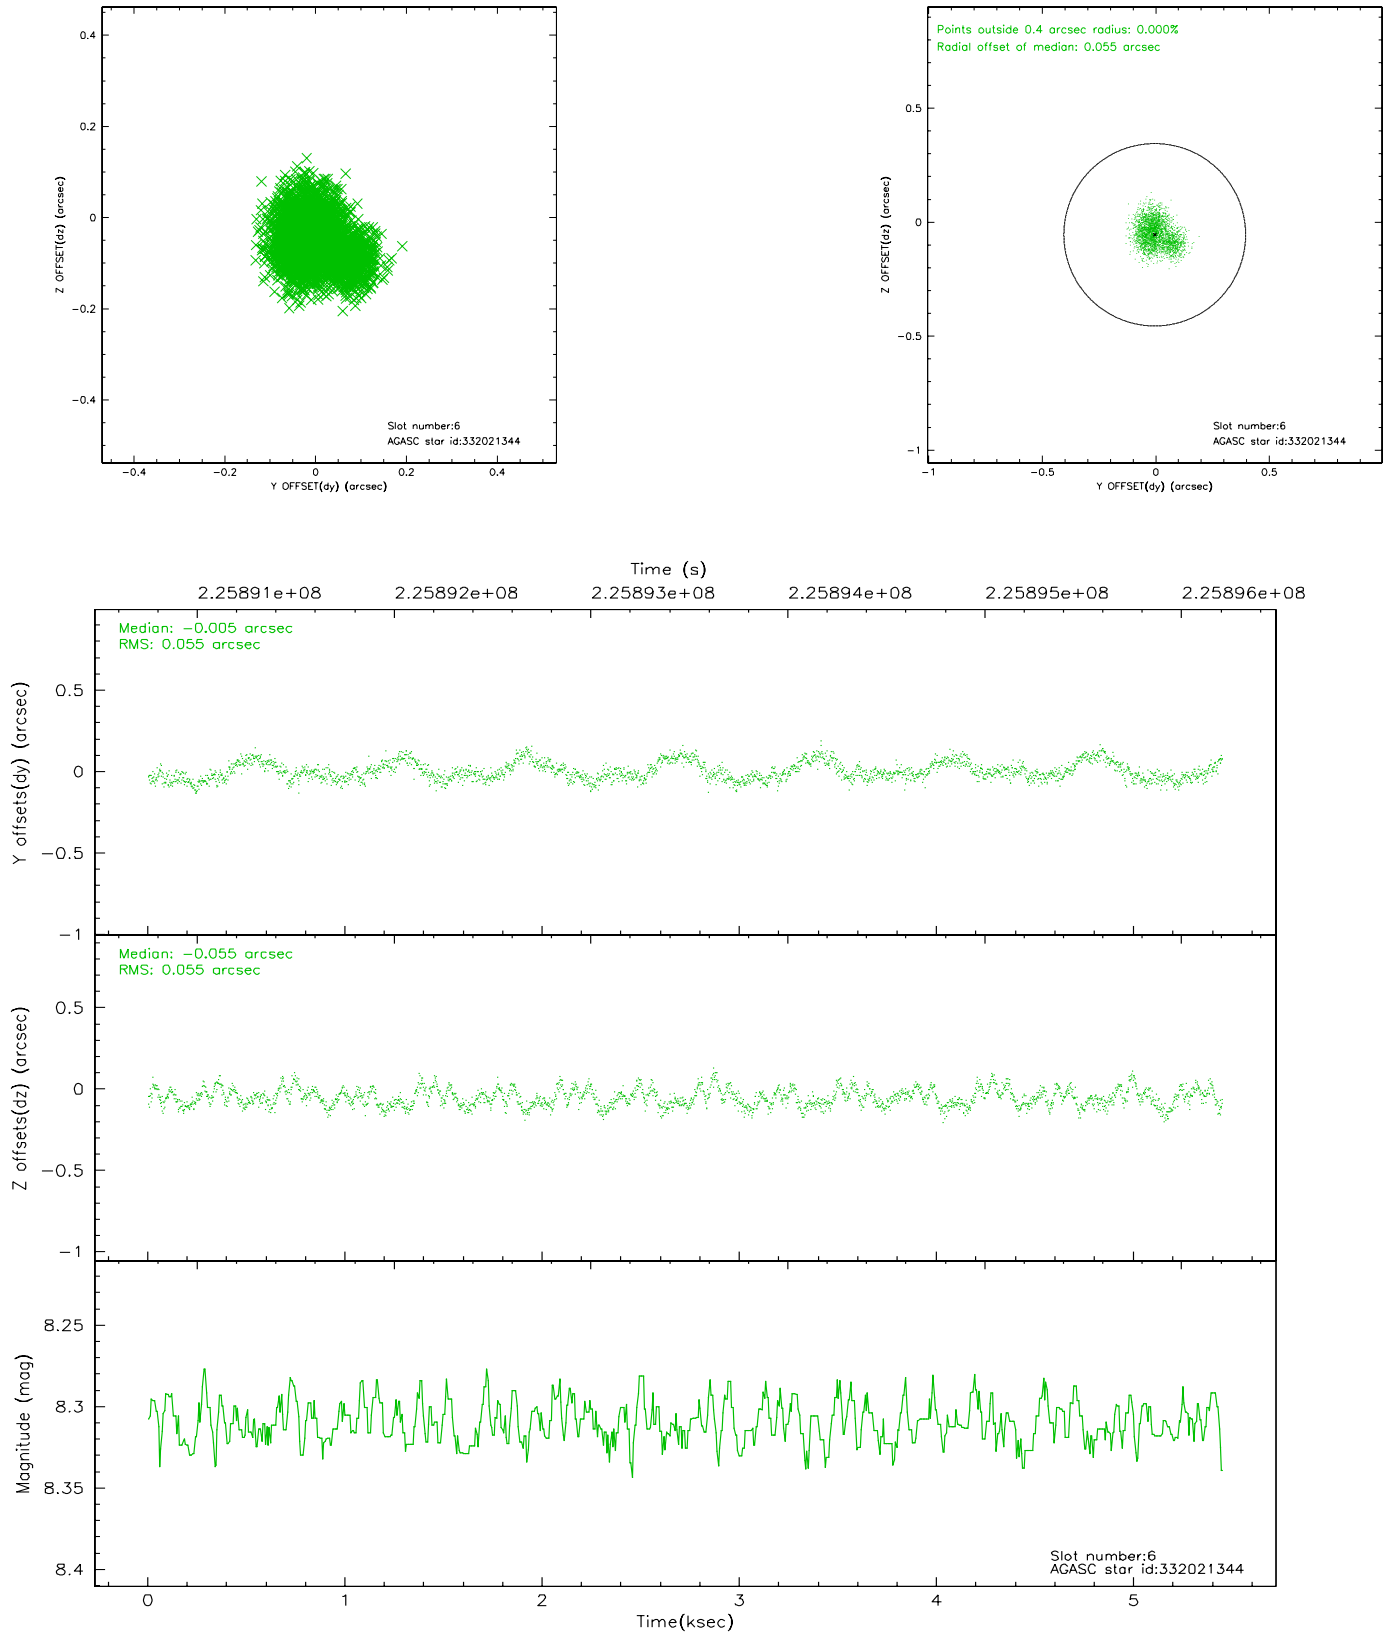 0.4
0.2
0
−0.2
−0.4
Z OFFSET(dz) (arcsec)
Slot number:6
AGASC star id:332021344
−0.4
−0.2
0
0.2
0.4
Y OFFSET(dy) (arcsec)
Points outside 0.4 arcsec radius: 0.000%
Radial offset of median: 0.055 arcsec
0.5
0
−0.5
−1
Z OFFSET(dz) (arcsec)
Slot number:6
AGASC star id:332021344
−1
−0.5
0
0.5
Y OFFSET(dy) (arcsec)
Time (s)
2.25891e+08
2.25892e+08
2.25893e+08
2.25894e+08
2.25895e+08
2.25896e+08
Median: −0.005 arcsec
RMS: 0.055 arcsec
0.5
0
−0.5
−1
Y offsets(dy) (arcsec)
Median: −0.055 arcsec
RMS: 0.055 arcsec
0.5
0
−0.5
−1
Z offsets(dz) (arcsec)
8.25
8.3
8.35
8.4
Magnitude (mag)
Slot number:6
AGASC star id:332021344
0
1
2
3
4
5
Time(ksec)